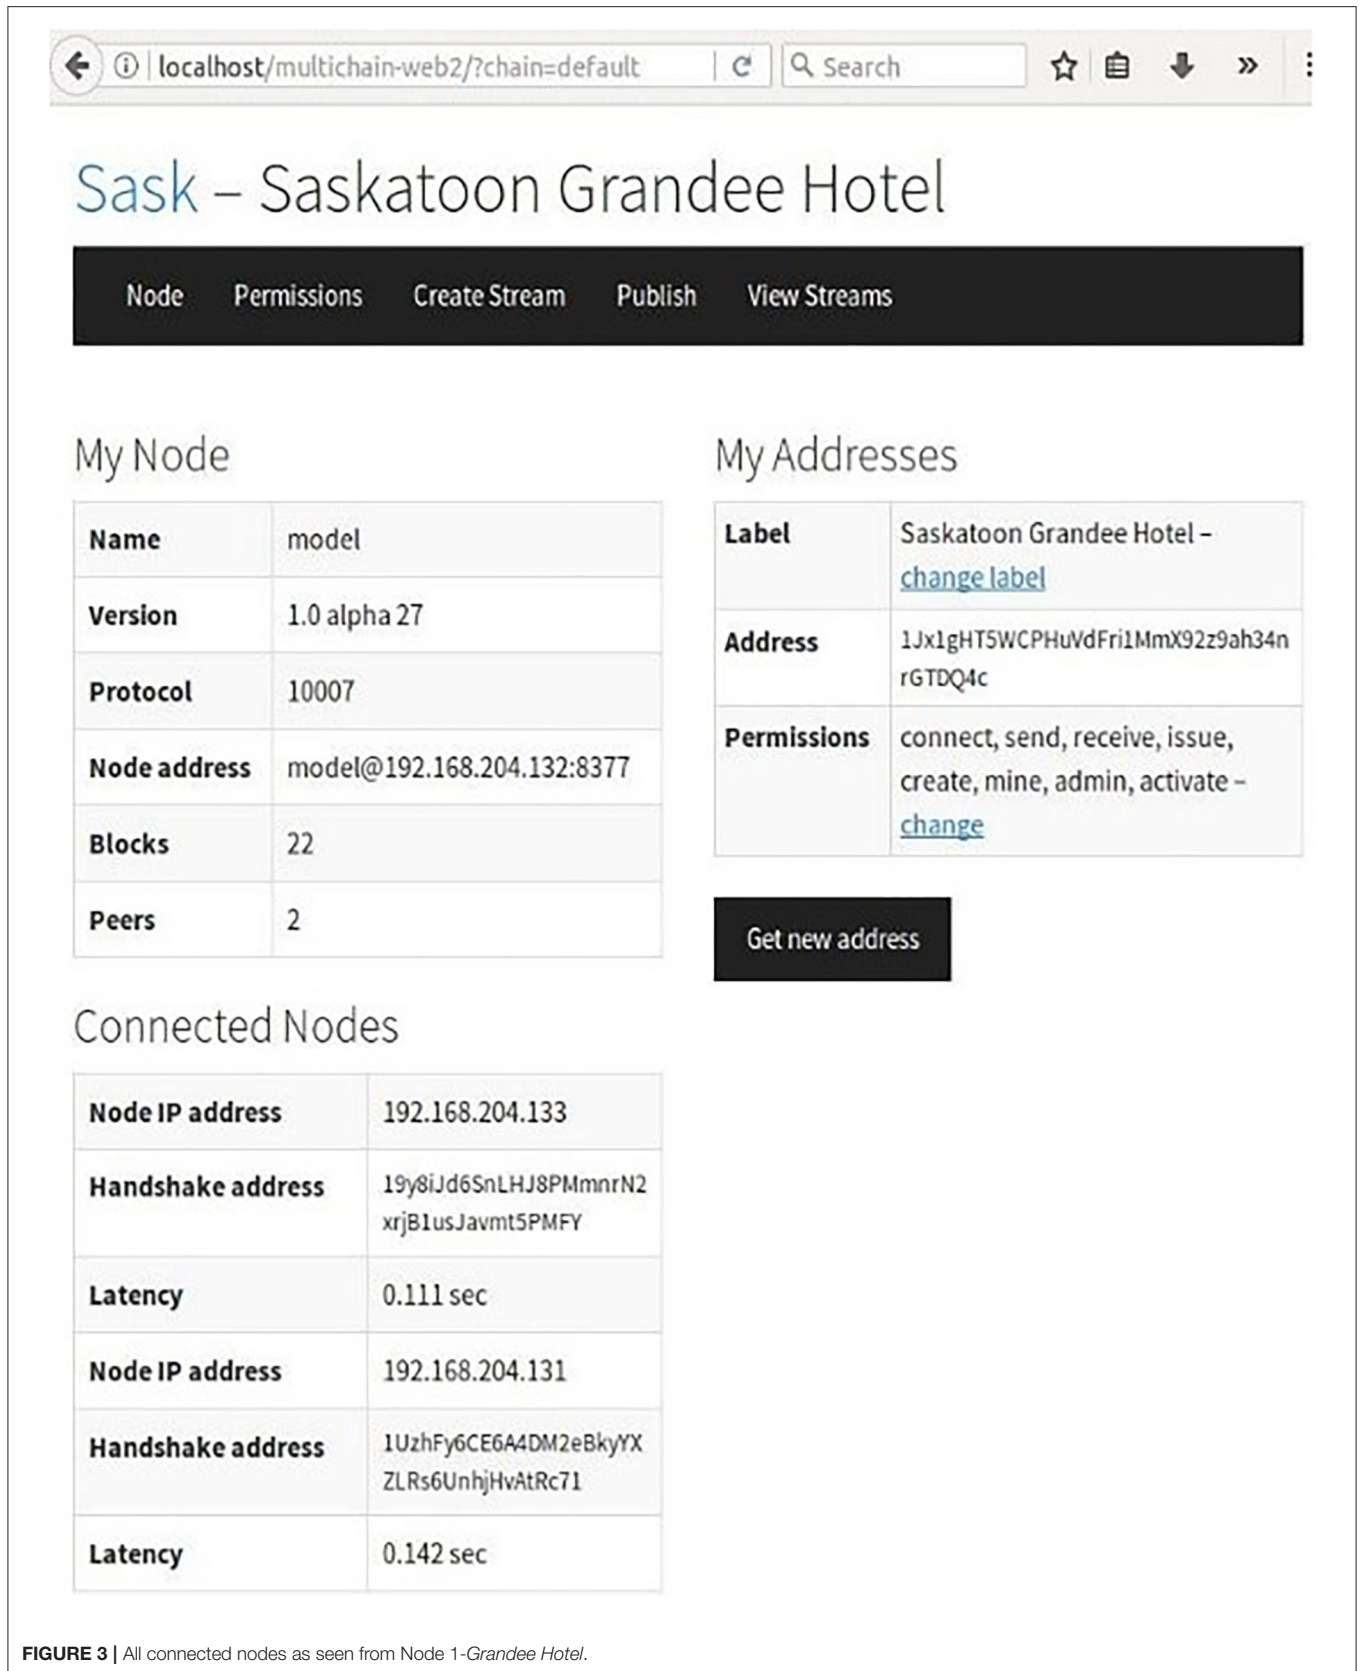 localhost/multichain-web2/?chain=default
Search
Sask – Saskatoon Grandee Hotel
Node Permissions Create Stream Publish View Streams
My Node
Name model
Version 1.0 alpha 27
Protocol 10007
Node address model@192.168.204.132:8377
Blocks 22
Peers 2
My Addresses
Label Saskatoon Grandee Hotel –
change label
Address 1Jx1gHT5WCPHuVdFri1MmX92z9ah34n
rGTDQ4c
Permissions connect, send, receive, issue,
create, mine, admin, activate –
change
Get new address
Connected Nodes
Node IP address 192.168.204.133
Handshake address 19y8iJd6SnLHJ8PMmnrN2
xrjB1usJavmt5PMFY
Latency 0.111 sec
Node IP address 192.168.204.131
Handshake address 1UzhFy6CE6A4DM2eBkyYX
ZLRs6UnhjHvAtRc71
Latency 0.142 sec
FIGURE 3 | All connected nodes as seen from Node 1-Grandee Hotel.